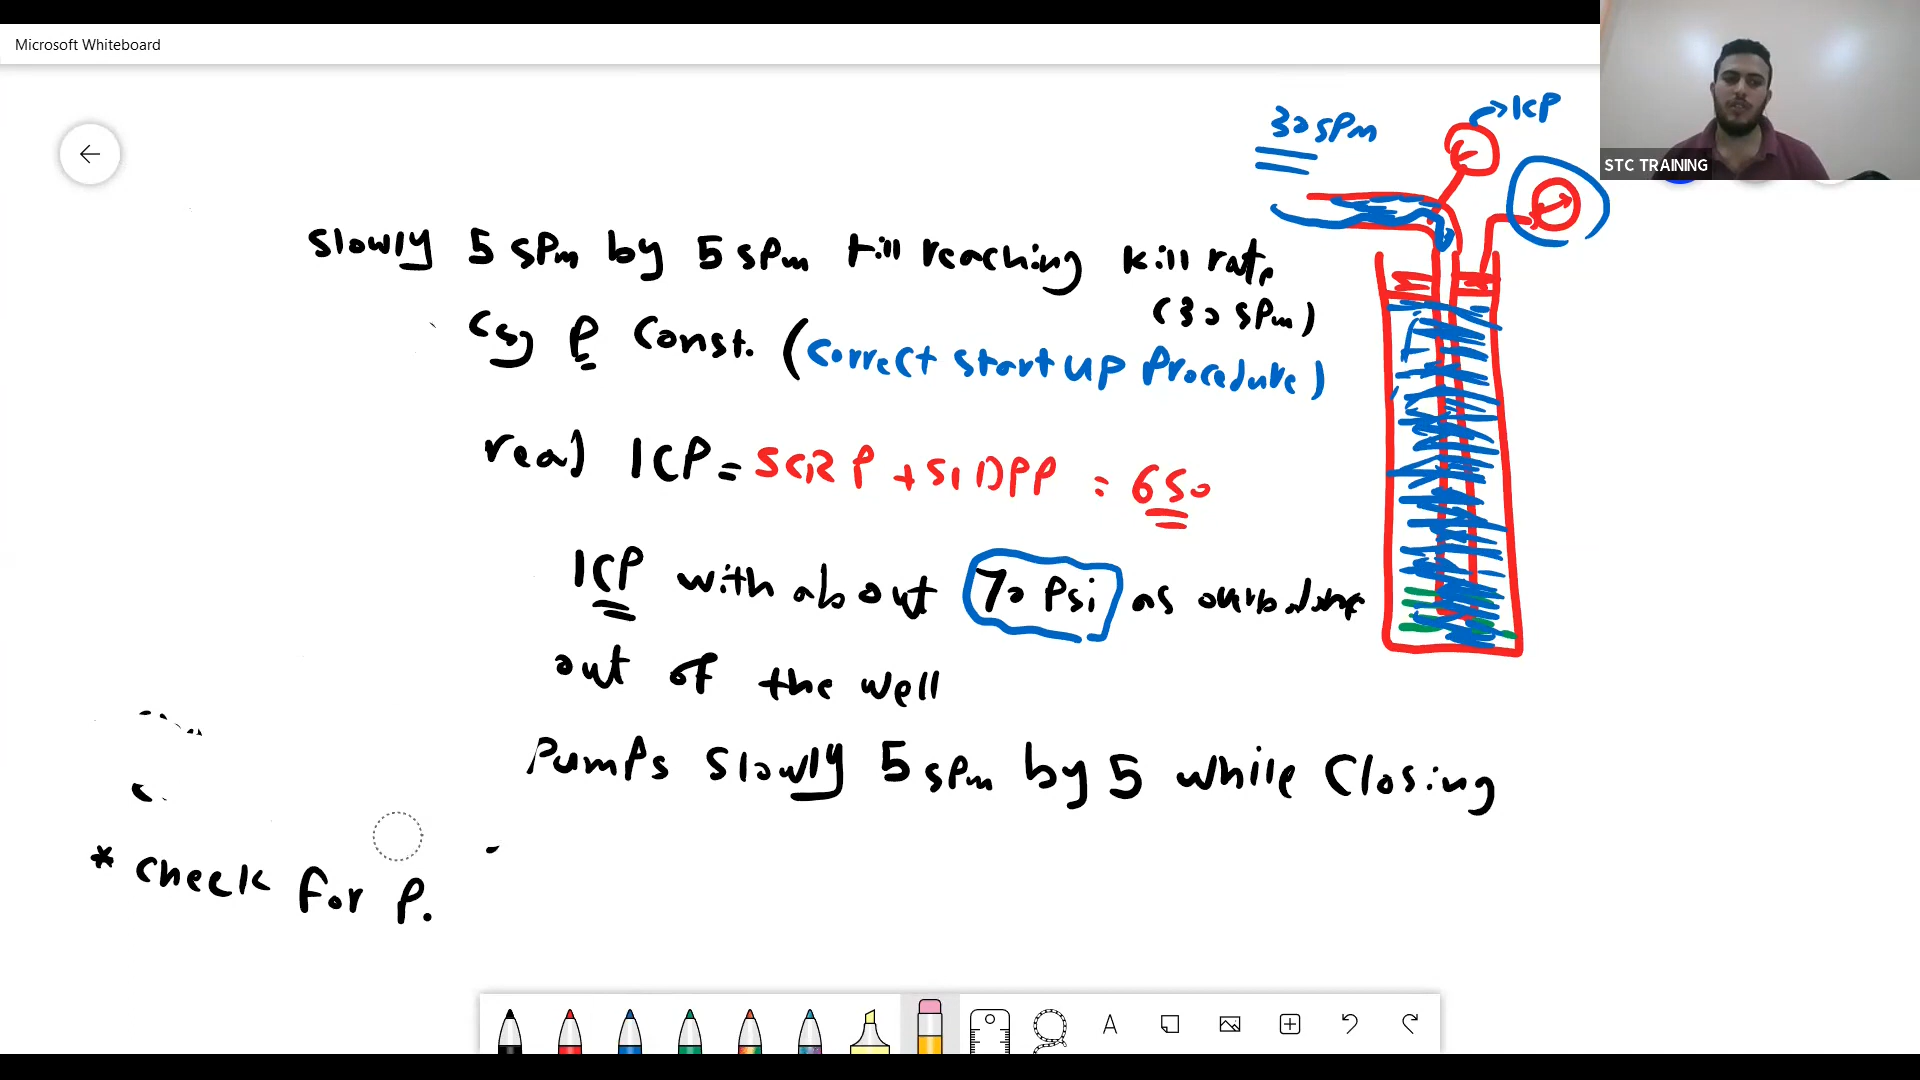 Microsoft Whiteboard
STC TRAINING
30 SPm
ICP
slowly 5 SPm by 5 SPm till reaching kill rate
(30 SPm)
Csg P Const. (correct start up Procedure)
real ICP = SCR P + SIDPP = 650
ICP with about 70 Psi as overbalance
out of the well
Pumps slowly 5 SPm by 5 while Closing
* check for P.
A